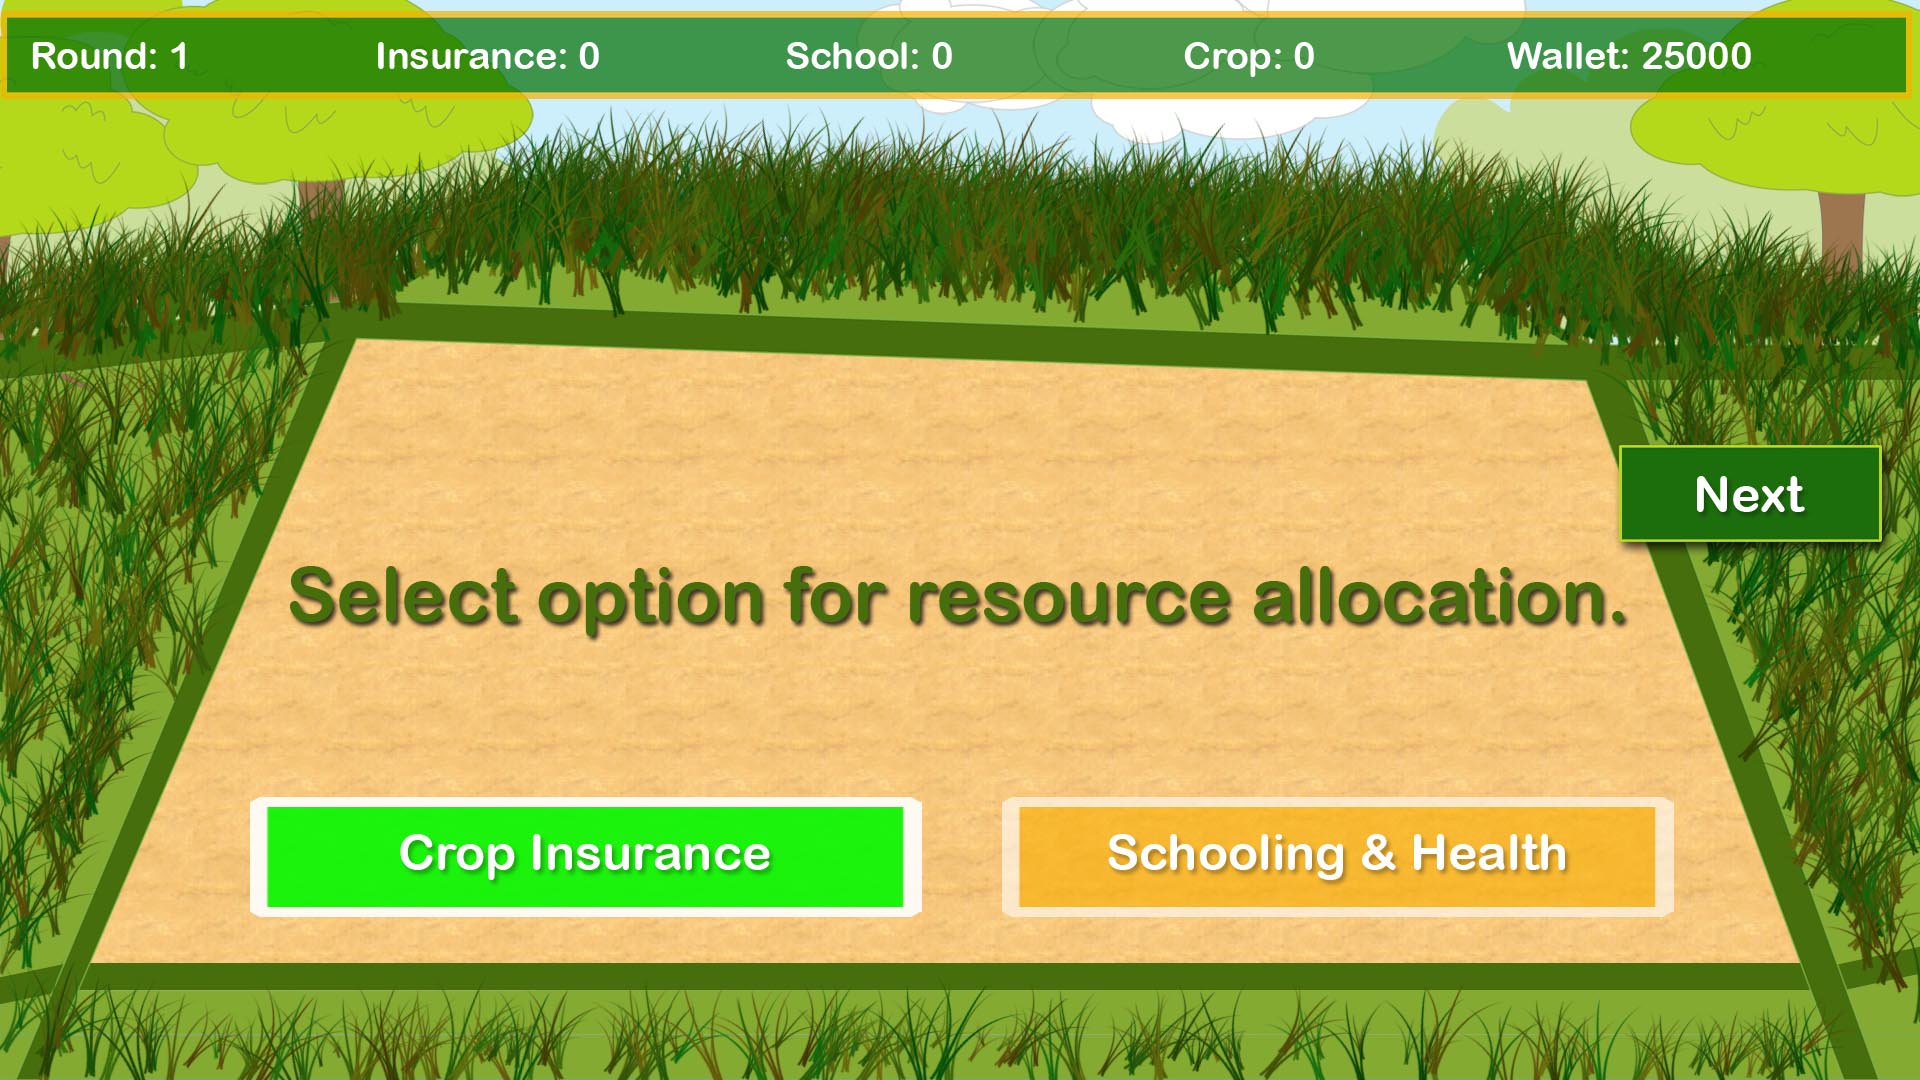 Round: 1 Insurance: 0 School: 0 Crop: 0 Wallet: 25000
Next
Select option for resource allocation.
Crop Insurance Schooling & Health